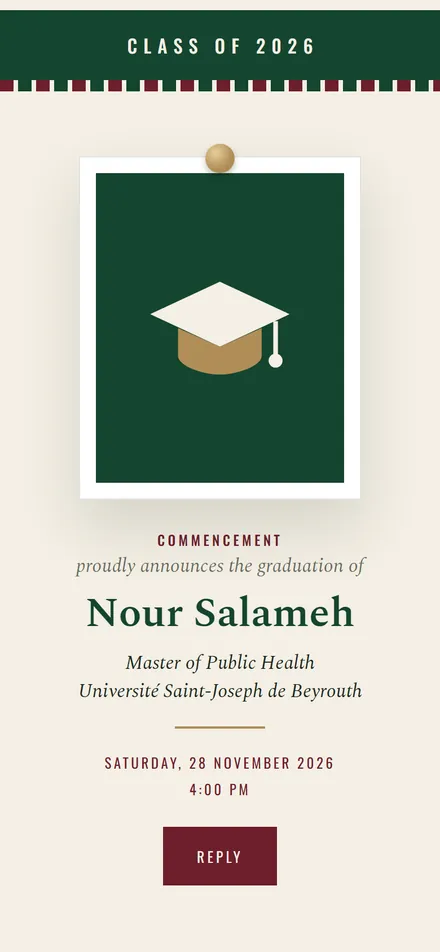 CLASS OF 2026
COMMENCEMENT
proudly announces the graduation of
Nour Salameh
Master of Public Health
Université Saint-Joseph de Beyrouth
SATURDAY, 28 NOVEMBER 2026
4:00 PM
REPLY